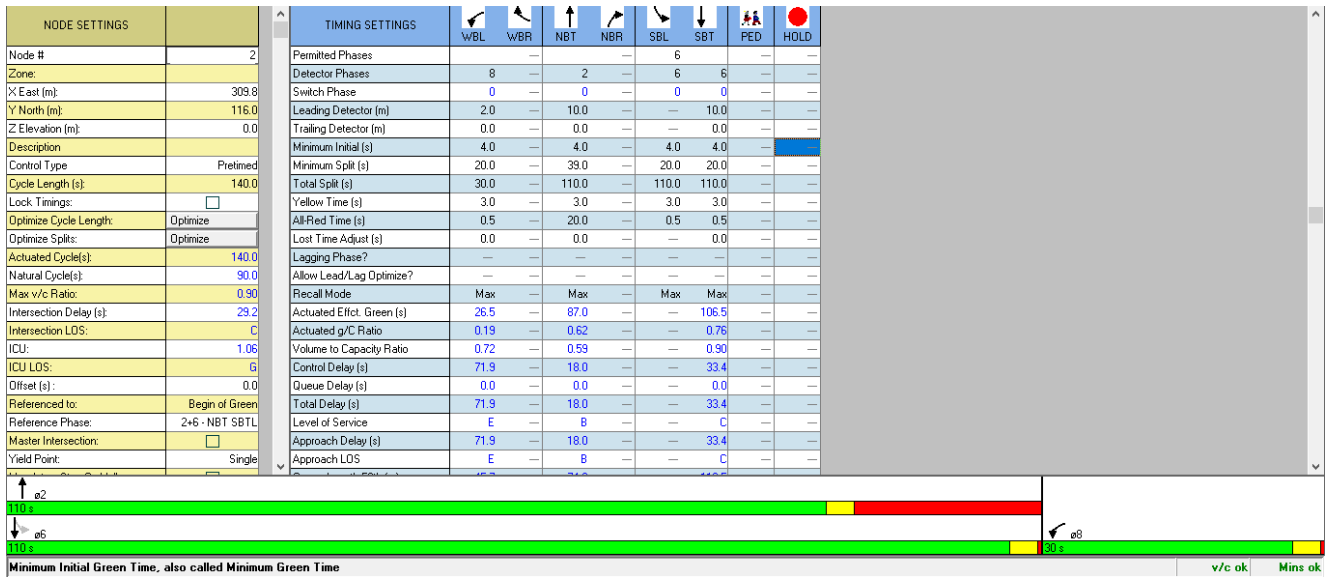 NODE SETTINGS
Node # 2
Zone:
X East (m): 309.8
Y North (m): 116.0
Z Elevation (m): 0.0
Description
Control Type Pretimed
Cycle Length (s): 140.0
Lock Timings:
Optimize Cycle Length: Optimize
Optimize Splits: Optimize
Actuated Cycle(s): 140.0
Natural Cycle(s): 90.0
Max v/c Ratio: 0.90
Intersection Delay (s): 29.2
Intersection LOS: C
ICU: 1.06
ICU LOS: G
Offset (s) : 0.0
Referenced to: Begin of Green
Reference Phase: 2+6 - NBT SBTL
Master Intersection:
Yield Point: Single
TIMING SETTINGS WBL WBR NBT NBR SBL SBT PED HOLD
Permitted Phases — — 6 — —
Detector Phases 8 — 2 — 6 6 — —
Switch Phase 0 — 0 — 0 0 — —
Leading Detector (m) 2.0 — 10.0 — — 10.0 — —
Trailing Detector (m) 0.0 — 0.0 — — 0.0 — —
Minimum Initial (s) 4.0 — 4.0 — 4.0 4.0 — —
Minimum Split (s) 20.0 — 39.0 — 20.0 20.0 — —
Total Split (s) 30.0 — 110.0 — 110.0 110.0 — —
Yellow Time (s) 3.0 — 3.0 — 3.0 3.0 — —
All-Red Time (s) 0.5 — 20.0 — 0.5 0.5 — —
Lost Time Adjust (s) 0.0 — 0.0 — — 0.0 — —
Lagging Phase? — — — — — — — —
Allow Lead/Lag Optimize? — — — — — — — —
Recall Mode Max — Max — Max Max — —
Actuated Effct. Green (s) 26.5 — 87.0 — — 106.5 — —
Actuated g/C Ratio 0.19 — 0.62 — — 0.76 — —
Volume to Capacity Ratio 0.72 — 0.59 — — 0.90 — —
Control Delay (s) 71.9 — 18.0 — — 33.4 — —
Queue Delay (s) 0.0 — 0.0 — — 0.0 — —
Total Delay (s) 71.9 — 18.0 — — 33.4 — —
Level of Service E — B — — C — —
Approach Delay (s) 71.9 — 18.0 — — 33.4 — —
Approach LOS E — B — — C — —
ø2
110 s
ø6 ø8
110 s 30 s
Minimum Initial Green Time, also called Minimum Green Time v/c ok Mins ok